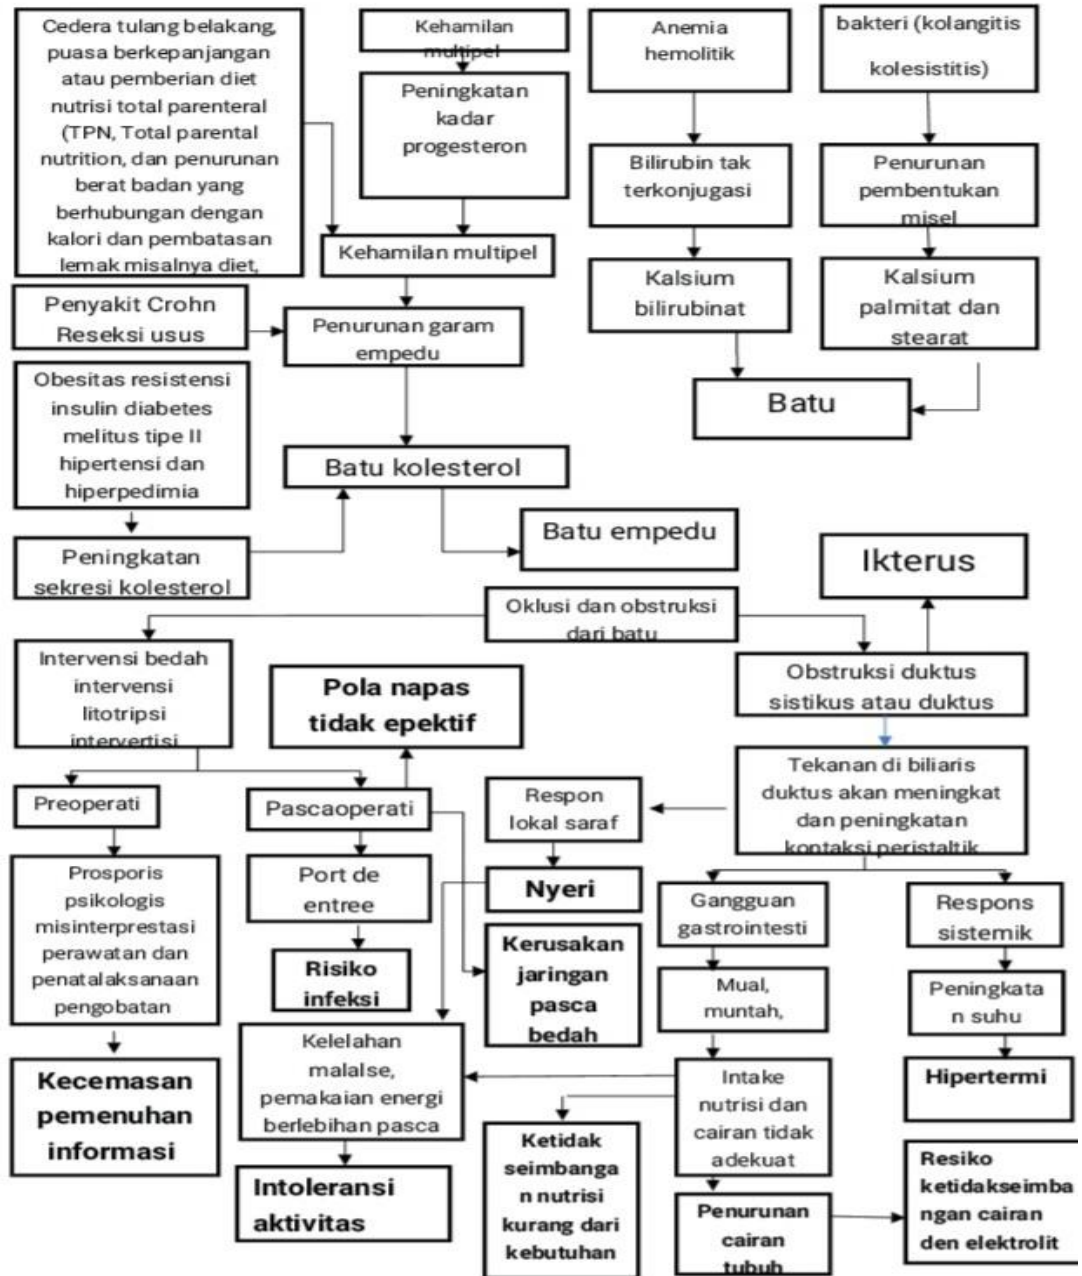 Cedera tulang belakang,
puasa berkepanjangan
atau pemberian diet
nutrisi total parenteral
(TPN, Total parental
nutrition, dan penurunan
berat badan yang
berhubungan dengan
kalori dan pembatasan
lemak misalnya diet,
Kehamilan
multipel
Peningkatan
kadar
progesteron
Kehamilan multipel
Anemia
hemolitik
Bilirubin tak
terkonjugasi
Kalsium
bilirubinat
bakteri (kolangitis
kolesistitis)
Penurunan
pembentukan
misel
Kalsium
palmitat dan
stearat
Batu
Penyakit Crohn
Reseksi usus
Penurunan garam
empedu
Obesitas resistensi
insulin diabetes
melitus tipe II
hipertensi dan
hiperpedimia
Batu kolesterol
Peningkatan
sekresi kolesterol
Batu empedu
Ikterus
Oklusi dan obstruksi
dari batu
Intervensi bedah
intervensi
litotripsi
intervertisi
Pola napas
tidak epektif
Obstruksi duktus
sistikus atau duktus
Tekanan di biliaris
duktus akan meningkat
dan peningkatan
kontaksi peristaltik
Preoperati
Pascaoperati
Respon
lokal saraf
Prosporis
psikologis
misinterprestasi
perawatan dan
penatalaksanaan
pengobatan
Port de
entree
Nyeri
Gangguan
gastrointesti
Respons
sistemik
Risiko
infeksi
Kerusakan
jaringan
pasca
bedah
Mual,
muntah,
Peningkata
n suhu
Kecemasan
pemenuhan
informasi
Kelelahan
malalse,
pemakaian energi
berlebihan pasca
Intake
nutrisi dan
cairan tidak
adekuat
Hipertermi
Intoleransi
aktivitas
Ketidak
seimbanga
n nutrisi
kurang dari
kebutuhan
Penurunan
cairan
tubuh
Resiko
ketidakseimba
ngan cairan
den elektrolit